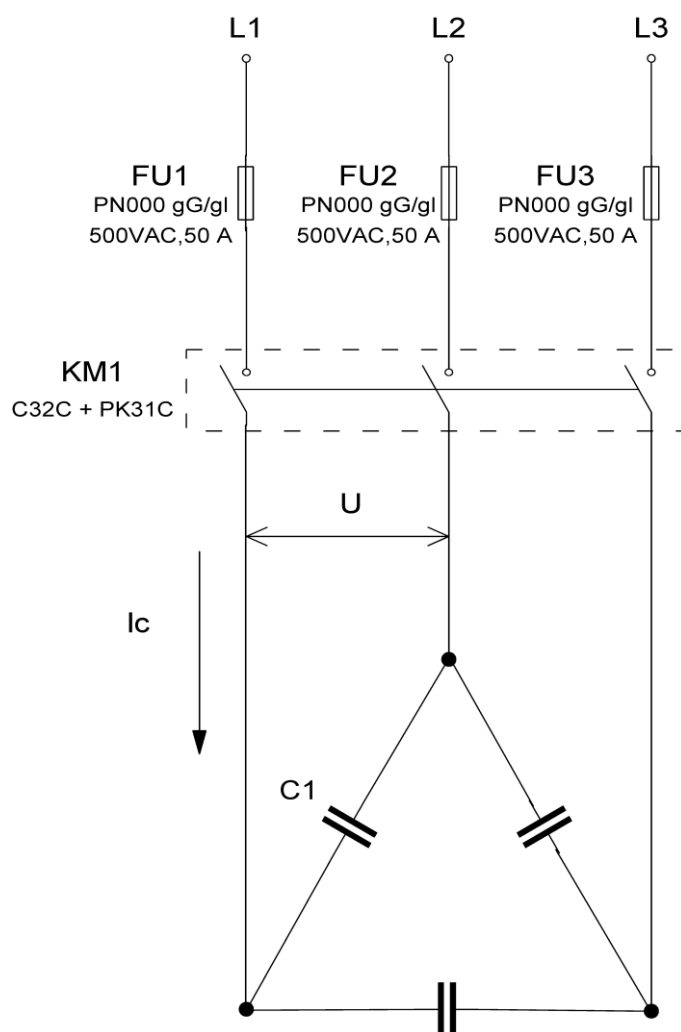 L1 L2 L3
FU1 FU2 FU3
PN000 gG/gl PN000 gG/gl PN000 gG/gl
500VAC,50 A 500VAC,50 A 500VAC,50 A
KM1
C32C + PK31C
U
Ic
C1